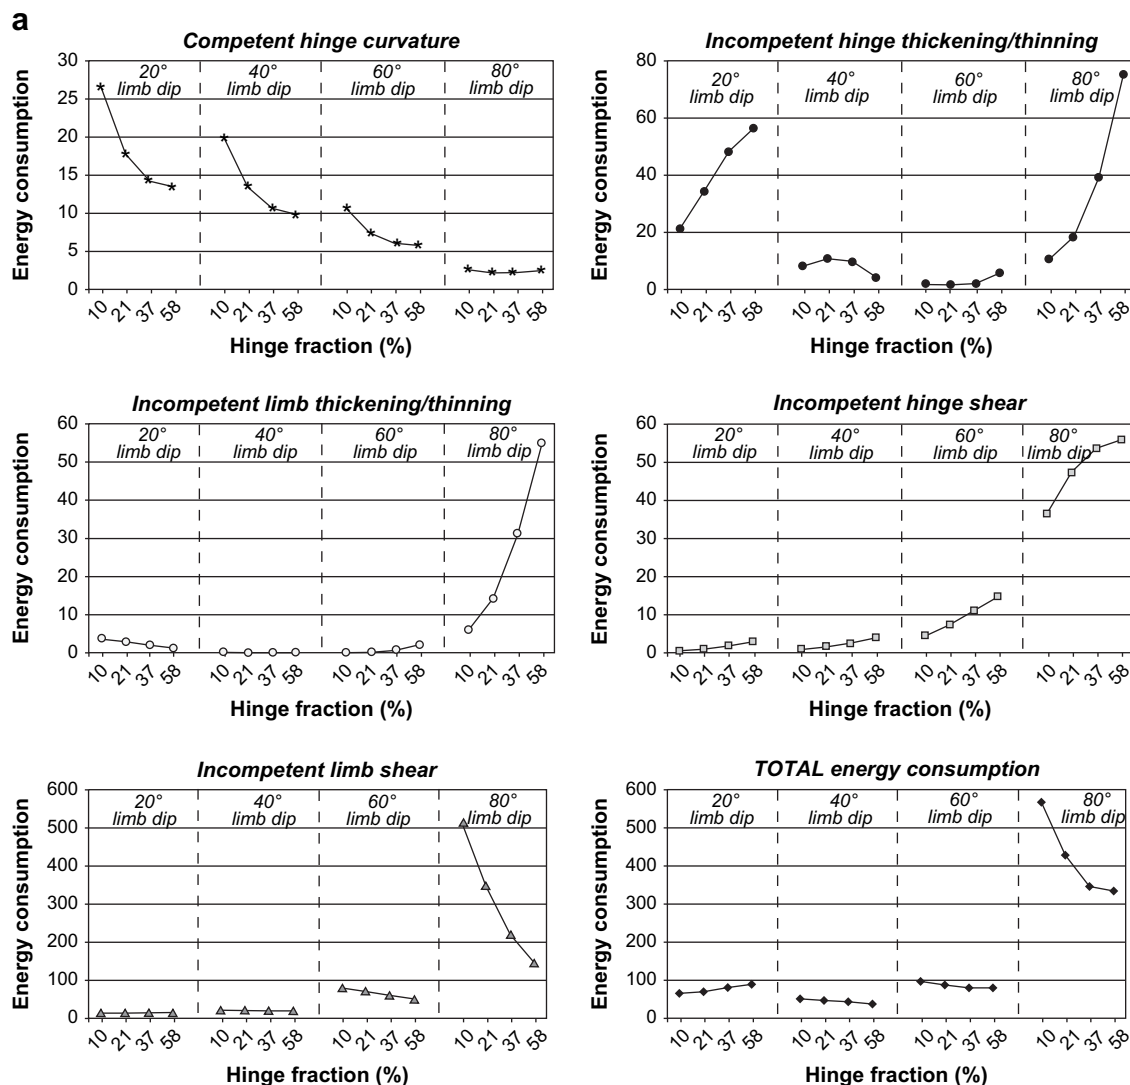 a
Competent hinge curvature
Energy consumption
30
25
20
15
10
5
0
20°
limb dip
40°
limb dip
60°
limb dip
80°
limb dip
10 21 37 58 10 21 37 58 10 21 37 58 10 21 37 58
Hinge fraction (%)
Incompetent hinge thickening/thinning
Energy consumption
80
60
40
20
0
20°
limb dip
40°
limb dip
60°
limb dip
80°
limb dip
10 21 37 58 10 21 37 58 10 21 37 58 10 21 37 58
Hinge fraction (%)
Incompetent limb thickening/thinning
Energy consumption
60
50
40
30
20
10
0
20°
limb dip
40°
limb dip
60°
limb dip
80°
limb dip
10 21 37 58 10 21 37 58 10 21 37 58 10 21 37 58
Hinge fraction (%)
Incompetent hinge shear
Energy consumption
60
50
40
30
20
10
0
20°
limb dip
40°
limb dip
60°
limb dip
80°
limb dip
10 21 37 58 10 21 37 58 10 21 37 58 10 21 37 58
Hinge fraction (%)
Incompetent limb shear
Energy consumption
600
500
400
300
200
100
0
20°
limb dip
40°
limb dip
60°
limb dip
80°
limb dip
10 21 37 58 10 21 37 58 10 21 37 58 10 21 37 58
Hinge fraction (%)
TOTAL energy consumption
Energy consumption
600
500
400
300
200
100
0
20°
limb dip
40°
limb dip
60°
limb dip
80°
limb dip
10 21 37 58 10 21 37 58 10 21 37 58 10 21 37 58
Hinge fraction (%)